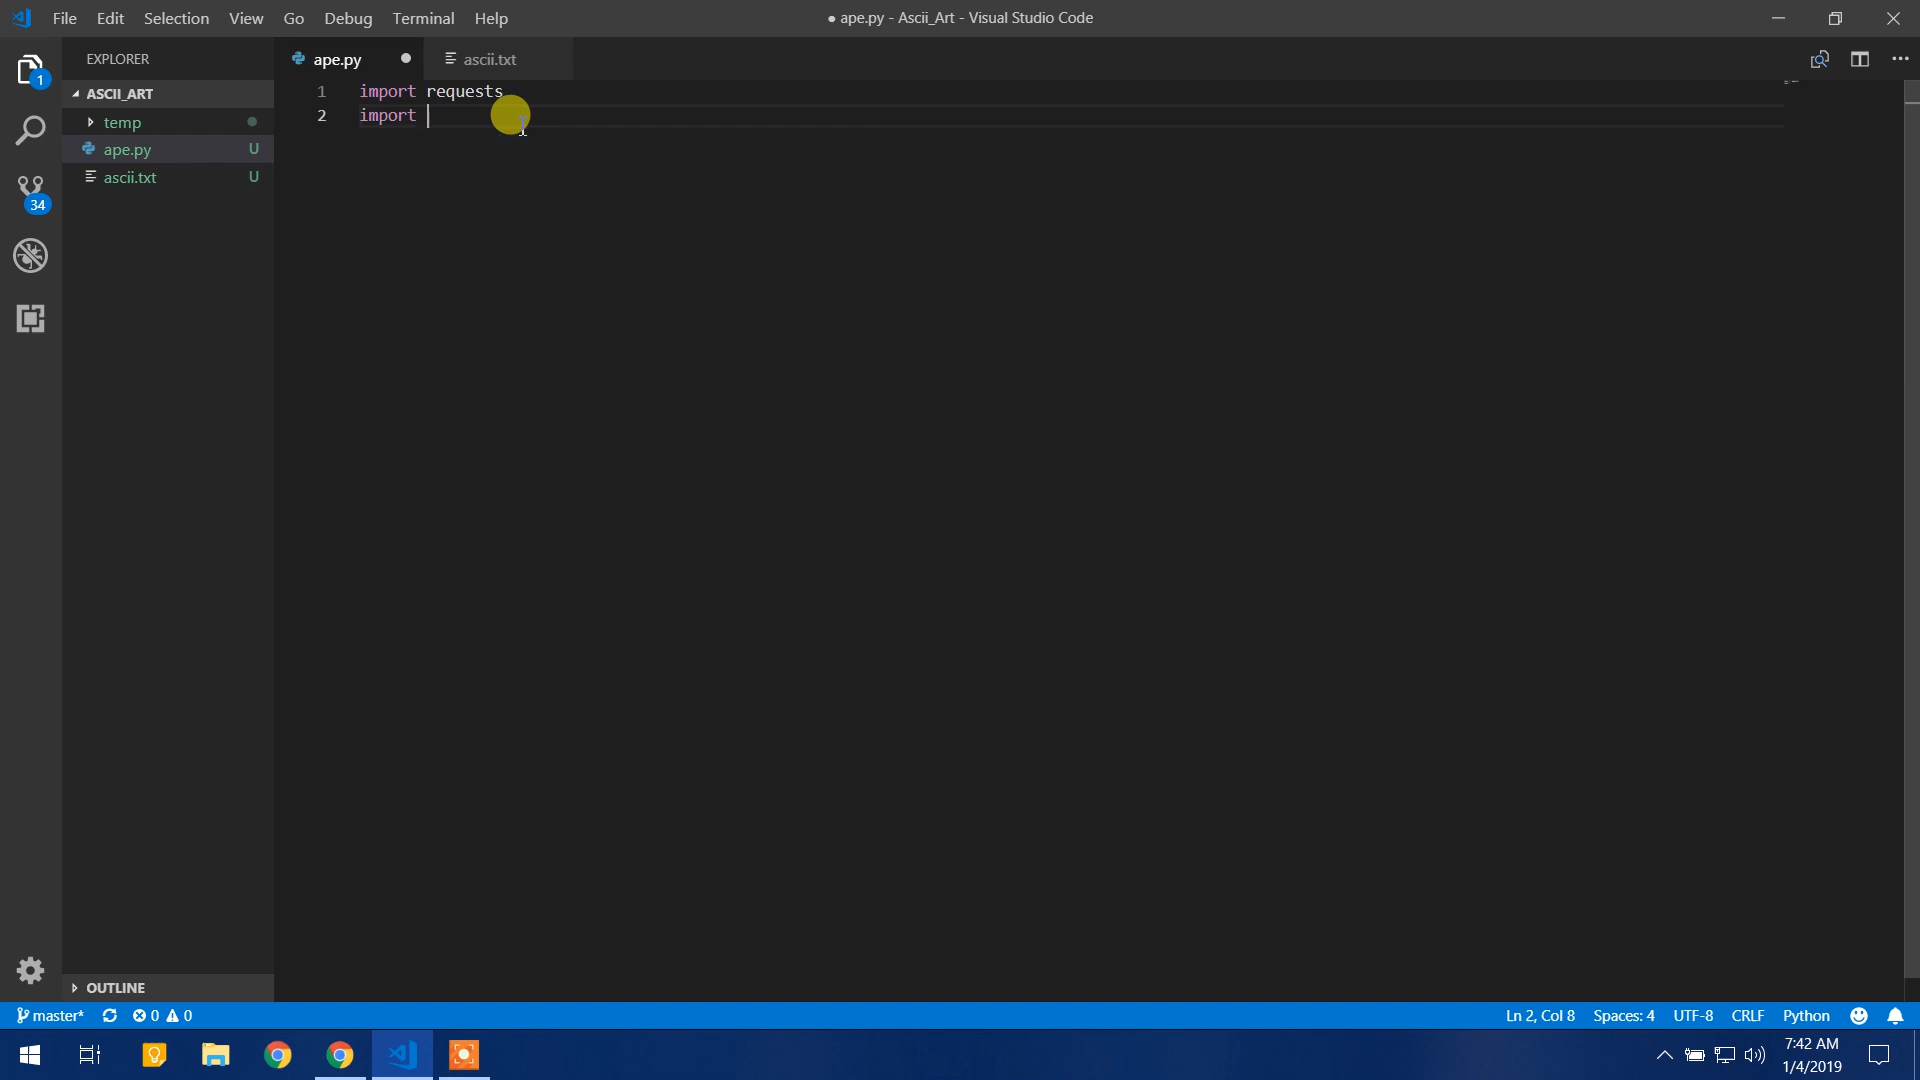 File Edit Selection View Go Debug Terminal Help
● ape.py - Ascii_Art - Visual Studio Code
EXPLORER
ape.py
ascii.txt
1
ASCII_ART
temp
ape.py U
ascii.txt U
34
1 import requests
2 import
OUTLINE
master* 0 0
Ln 2, Col 8 Spaces: 4 UTF-8 CRLF Python
7:42 AM
1/4/2019